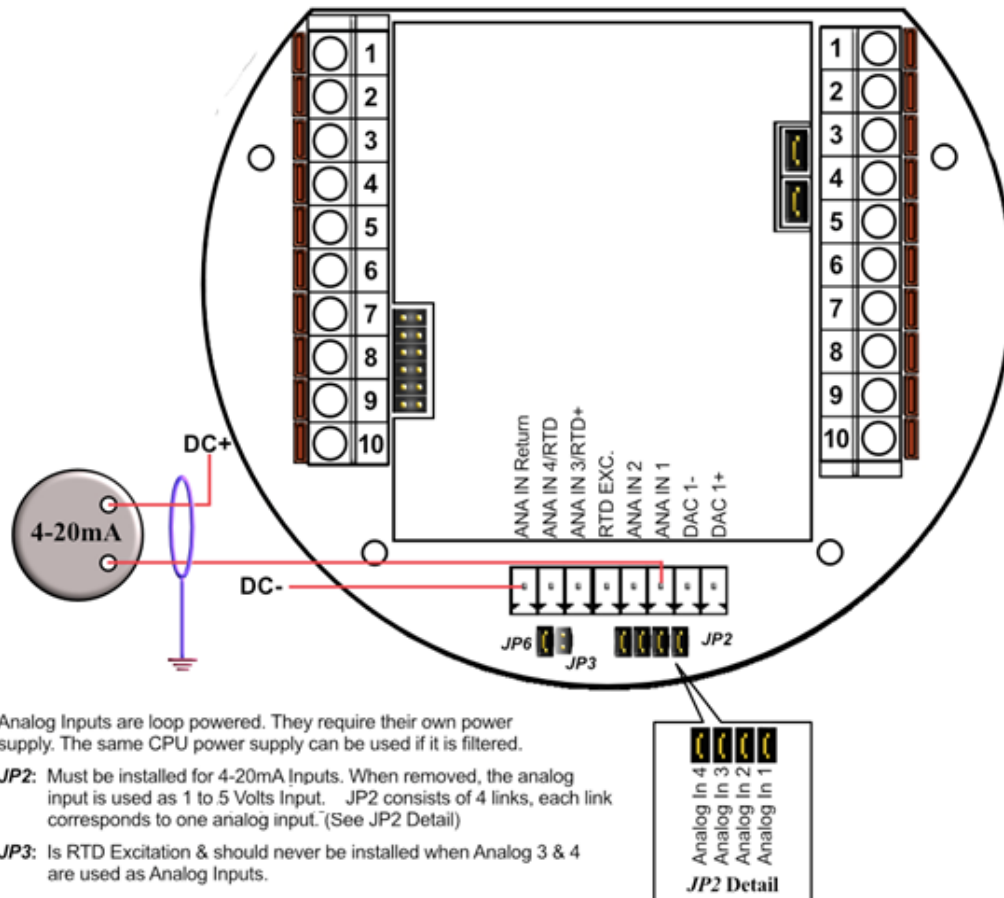 1
2
3
4
5
6
7
8
9
10
1
2
3
4
5
6
7
8
9
10
ANA IN Return
ANA IN 4/RTD
ANA IN 3/RTD+
RTD EXC.
ANA IN 2
ANA IN 1
DAC 1-
DAC 1+
DC+
4-20mA
DC-
JP6
JP3
JP2
Analog Inputs are loop powered. They require their own power
supply. The same CPU power supply can be used if it is filtered.
JP2: Must be installed for 4-20mA Inputs. When removed, the analog
input is used as 1 to 5 Volts Input. JP2 consists of 4 links, each link
corresponds to one analog input. (See JP2 Detail)
JP3: Is RTD Excitation & should never be installed when Analog 3 & 4
are used as Analog Inputs.
Analog In 4
Analog In 3
Analog In 2
Analog In 1
JP2 Detail